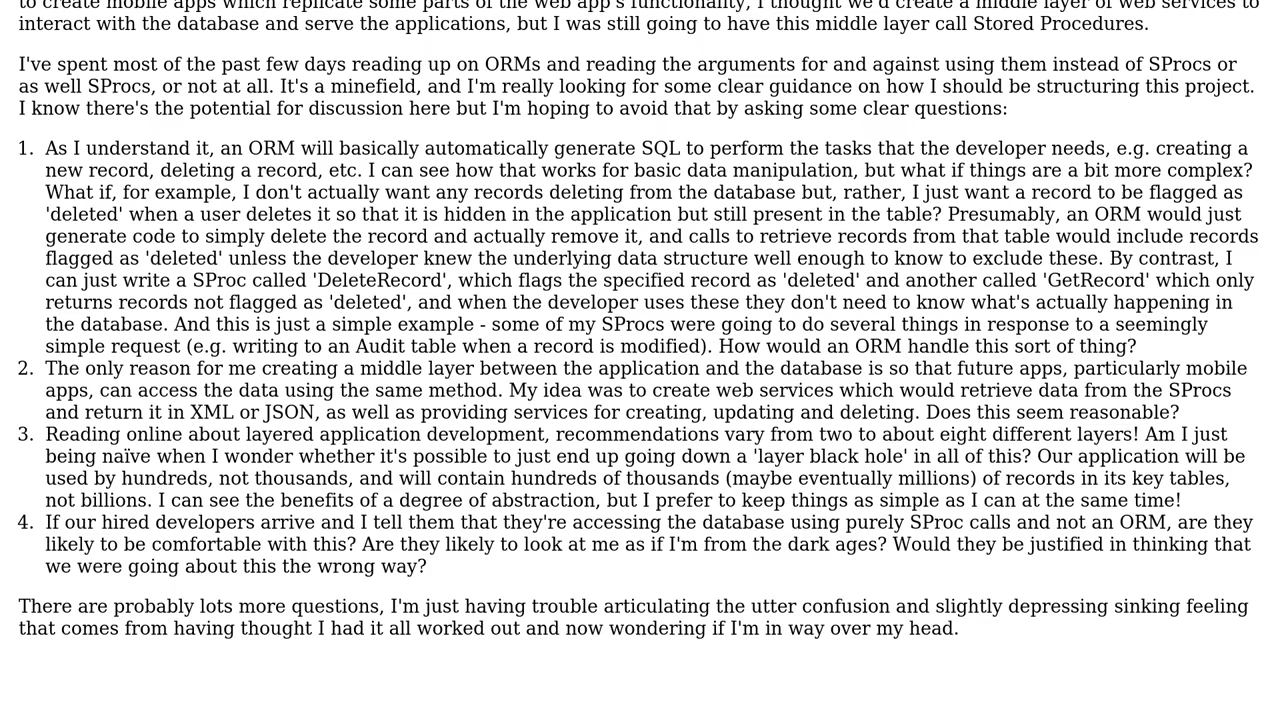 to create mobile apps which replicate some parts of the web app's functionality, I thought we'd create a middle layer of web services to
interact with the database and serve the applications, but I was still going to have this middle layer call Stored Procedures.
I've spent most of the past few days reading up on ORMs and reading the arguments for and against using them instead of SProcs or
as well SProcs, or not at all. It's a minefield, and I'm really looking for some clear guidance on how I should be structuring this project.
I know there's the potential for discussion here but I'm hoping to avoid that by asking some clear questions:
1. As I understand it, an ORM will basically automatically generate SQL to perform the tasks that the developer needs, e.g. creating a
new record, deleting a record, etc. I can see how that works for basic data manipulation, but what if things are a bit more complex?
What if, for example, I don't actually want any records deleting from the database but, rather, I just want a record to be flagged as
'deleted' when a user deletes it so that it is hidden in the application but still present in the table? Presumably, an ORM would just
generate code to simply delete the record and actually remove it, and calls to retrieve records from that table would include records
flagged as 'deleted' unless the developer knew the underlying data structure well enough to know to exclude these. By contrast, I
can just write a SProc called 'DeleteRecord', which flags the specified record as 'deleted' and another called 'GetRecord' which only
returns records not flagged as 'deleted', and when the developer uses these they don't need to know what's actually happening in
the database. And this is just a simple example - some of my SProcs were going to do several things in response to a seemingly
simple request (e.g. writing to an Audit table when a record is modified). How would an ORM handle this sort of thing?
2. The only reason for me creating a middle layer between the application and the database is so that future apps, particularly mobile
apps, can access the data using the same method. My idea was to create web services which would retrieve data from the SProcs
and return it in XML or JSON, as well as providing services for creating, updating and deleting. Does this seem reasonable?
3. Reading online about layered application development, recommendations vary from two to about eight different layers! Am I just
being naïve when I wonder whether it's possible to just end up going down a 'layer black hole' in all of this? Our application will be
used by hundreds, not thousands, and will contain hundreds of thousands (maybe eventually millions) of records in its key tables,
not billions. I can see the benefits of a degree of abstraction, but I prefer to keep things as simple as I can at the same time!
4. If our hired developers arrive and I tell them that they're accessing the database using purely SProc calls and not an ORM, are they
likely to be comfortable with this? Are they likely to look at me as if I'm from the dark ages? Would they be justified in thinking that
we were going about this the wrong way?
There are probably lots more questions, I'm just having trouble articulating the utter confusion and slightly depressing sinking feeling
that comes from having thought I had it all worked out and now wondering if I'm in way over my head.